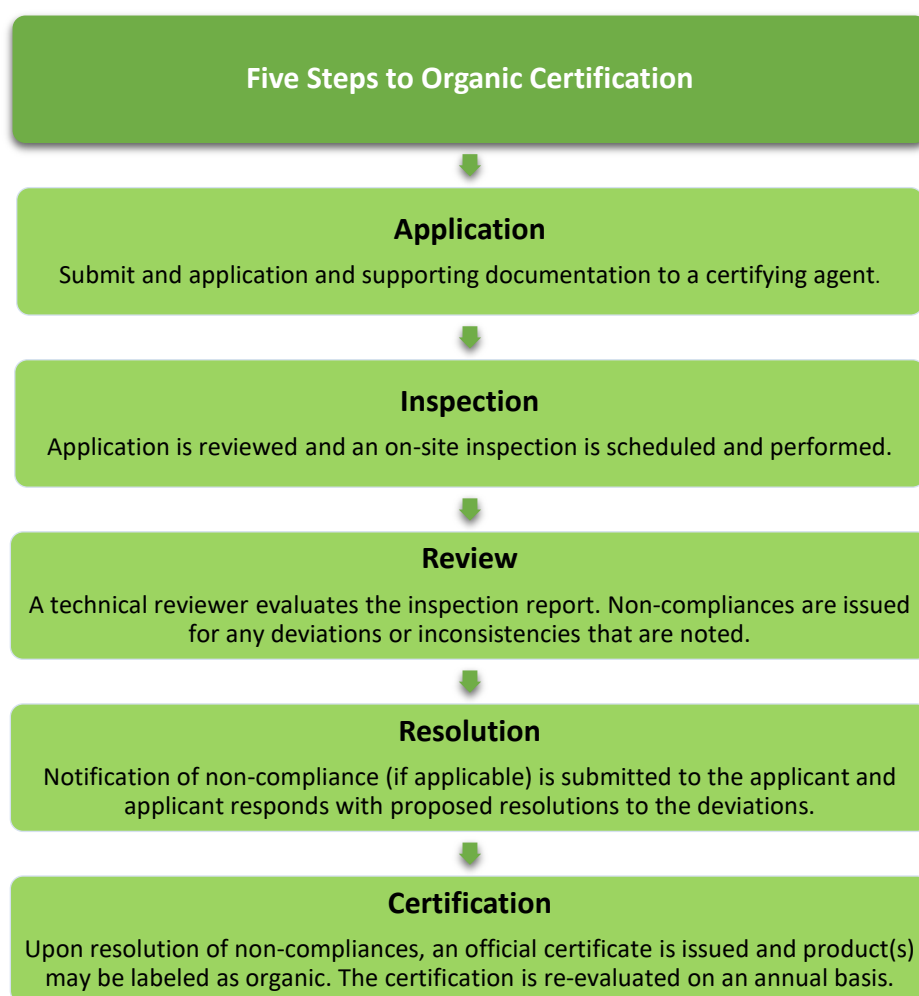 Five Steps to Organic Certification
Application
Submit and application and supporting documentation to a certifying agent.
Inspection
Application is reviewed and an on-site inspection is scheduled and performed.
Review
A technical reviewer evaluates the inspection report. Non-compliances are issued
for any deviations or inconsistencies that are noted.
Resolution
Notification of non-compliance (if applicable) is submitted to the applicant and
applicant responds with proposed resolutions to the deviations.
Certification
Upon resolution of non-compliances, an official certificate is issued and product(s)
may be labeled as organic. The certification is re-evaluated on an annual basis.